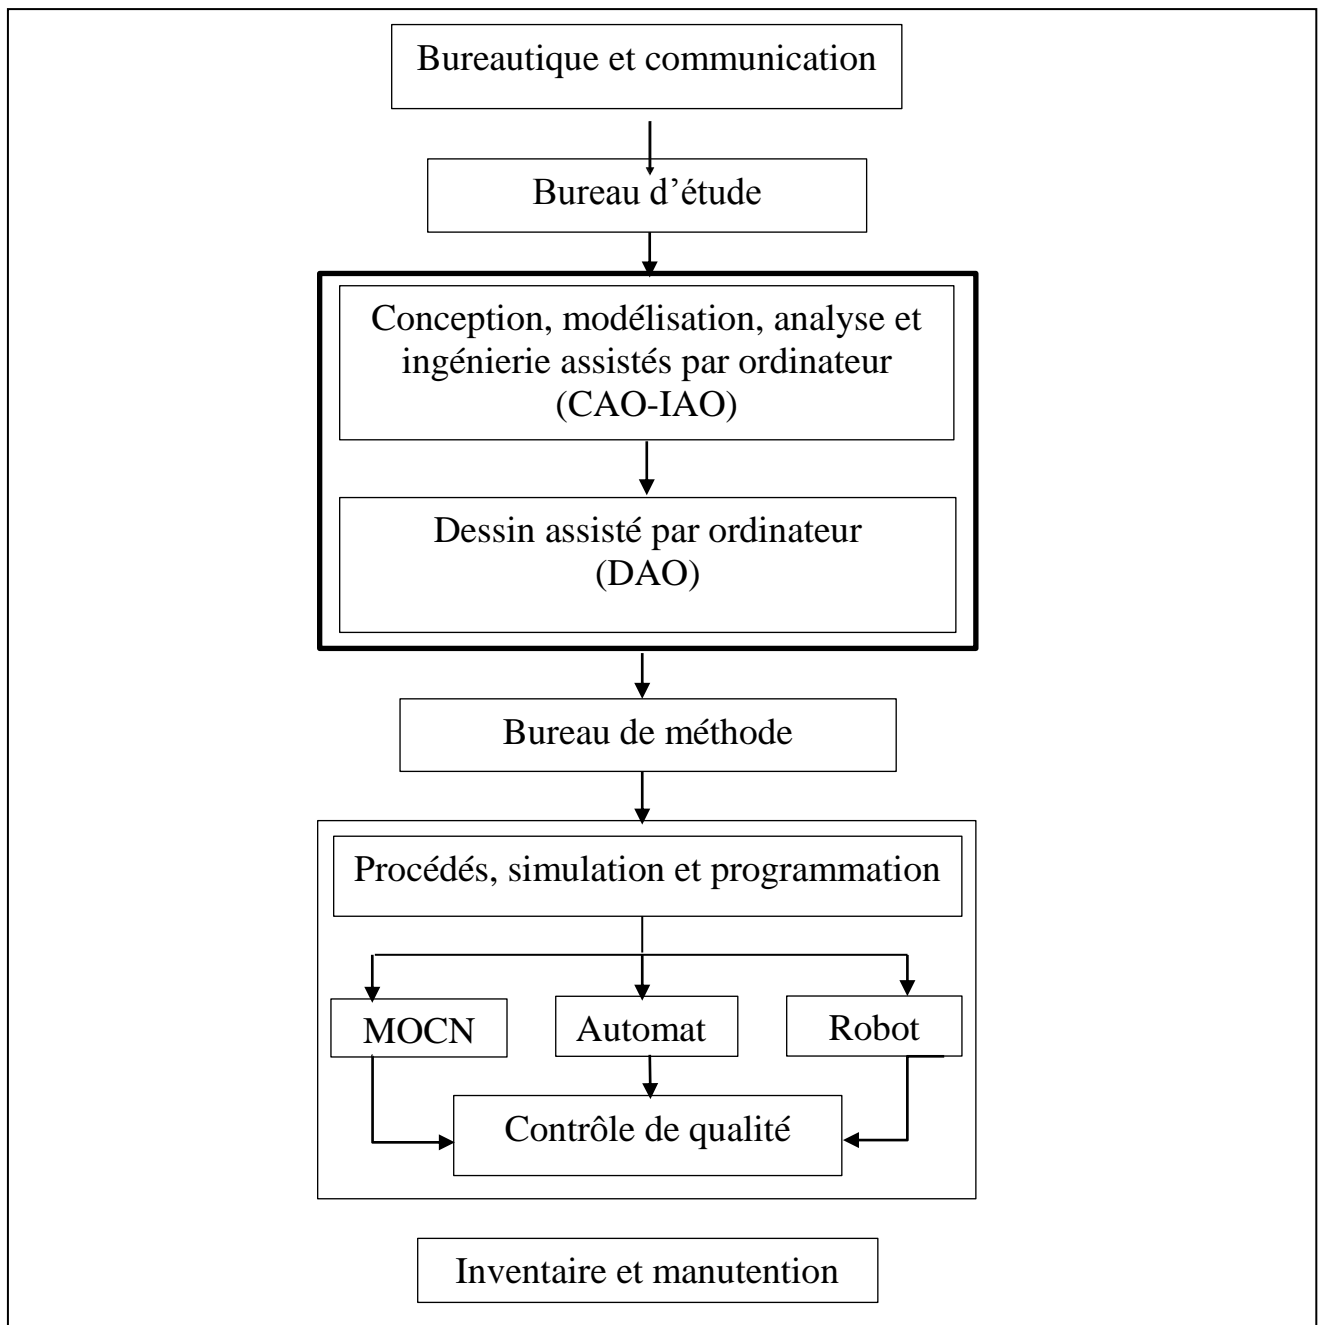 Bureautique et communication
Bureau d’étude
Conception, modélisation, analyse et
ingénierie assistés par ordinateur
(CAO-IAO)
Dessin assisté par ordinateur
(DAO)
Bureau de méthode
Procédés, simulation et programmation
MOCN
Automat
Robot
Contrôle de qualité
Inventaire et manutention